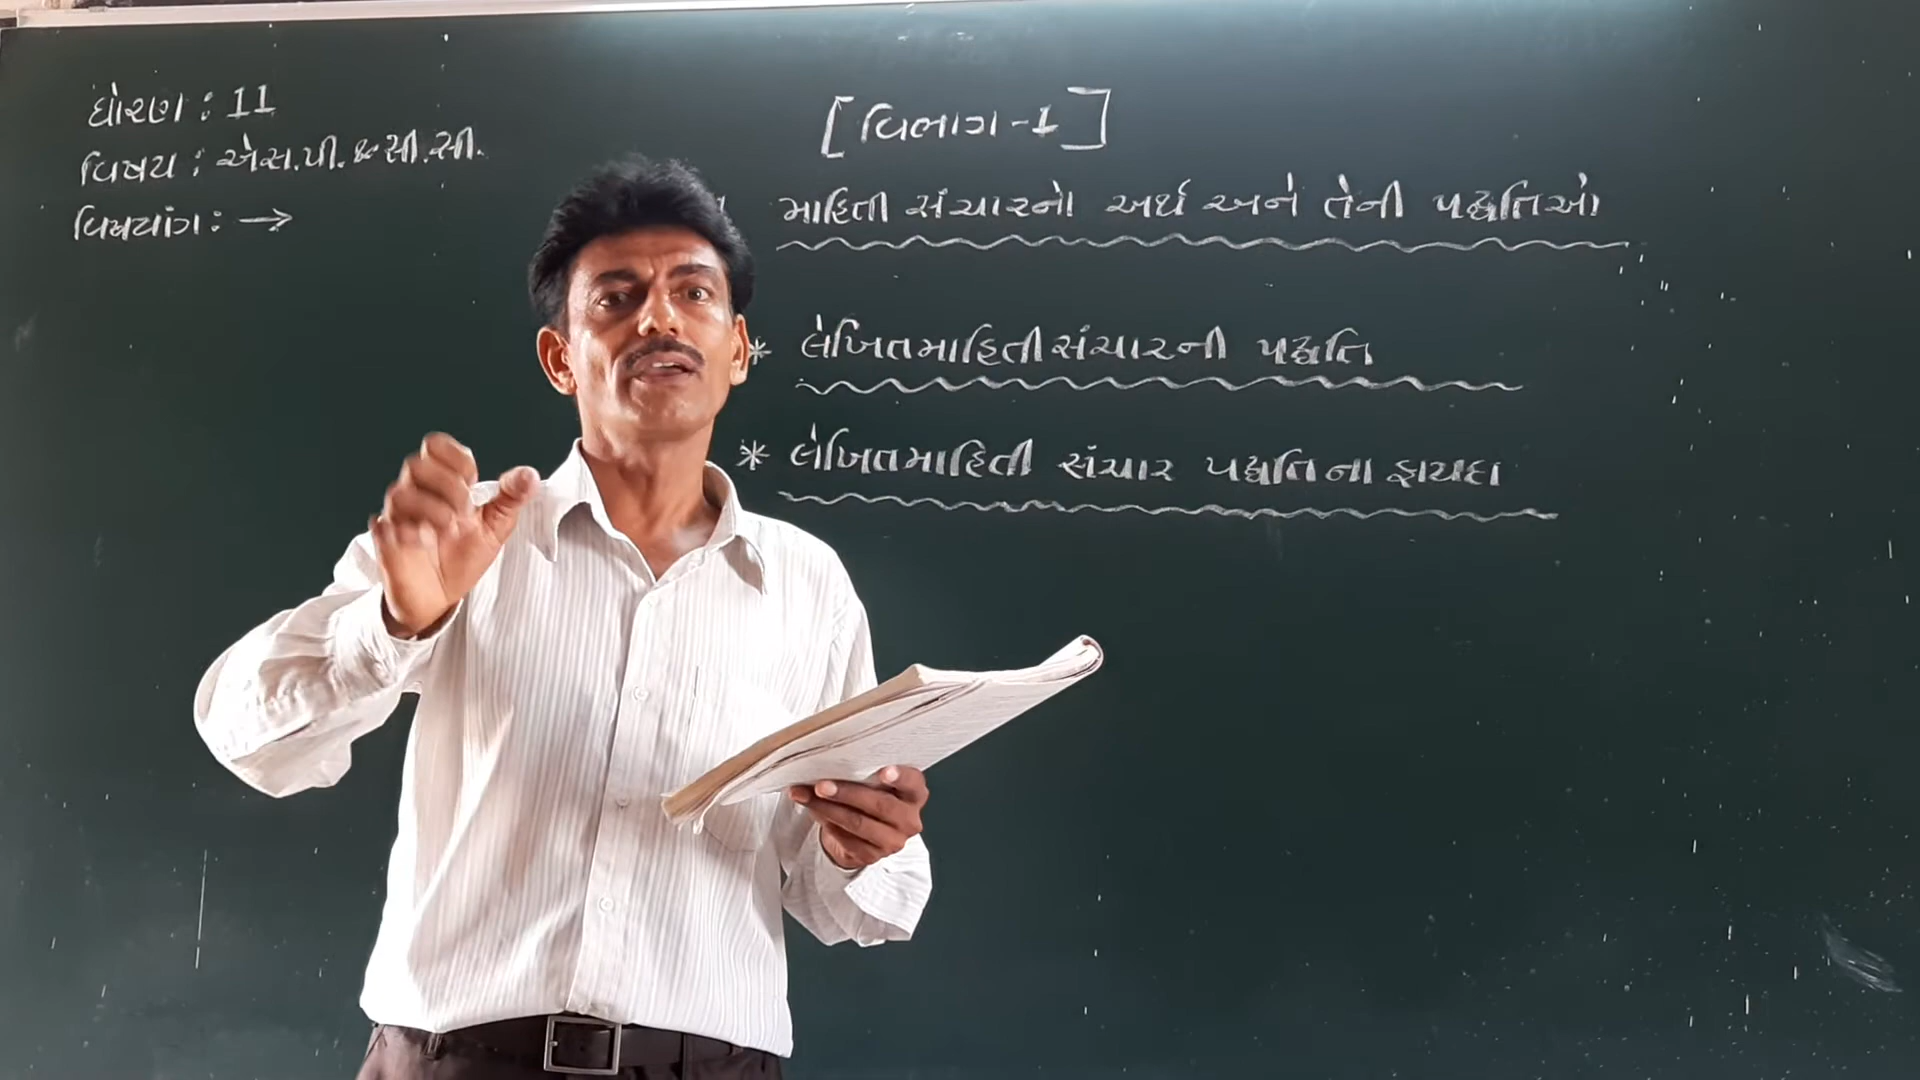 ધોરણ : 11
વિષય : એસ.પી. & સી.સી.
વિષયાંગ : →
[વિભાગ-1]
માહિતી સંચારનો અર્થ અને તેની પદ્ધતિઓ
* લેખિતમાહિતી સંચારની પદ્ધતિ
* લેખિતમાહિતી સંચાર પદ્ધતિના ફાયદા